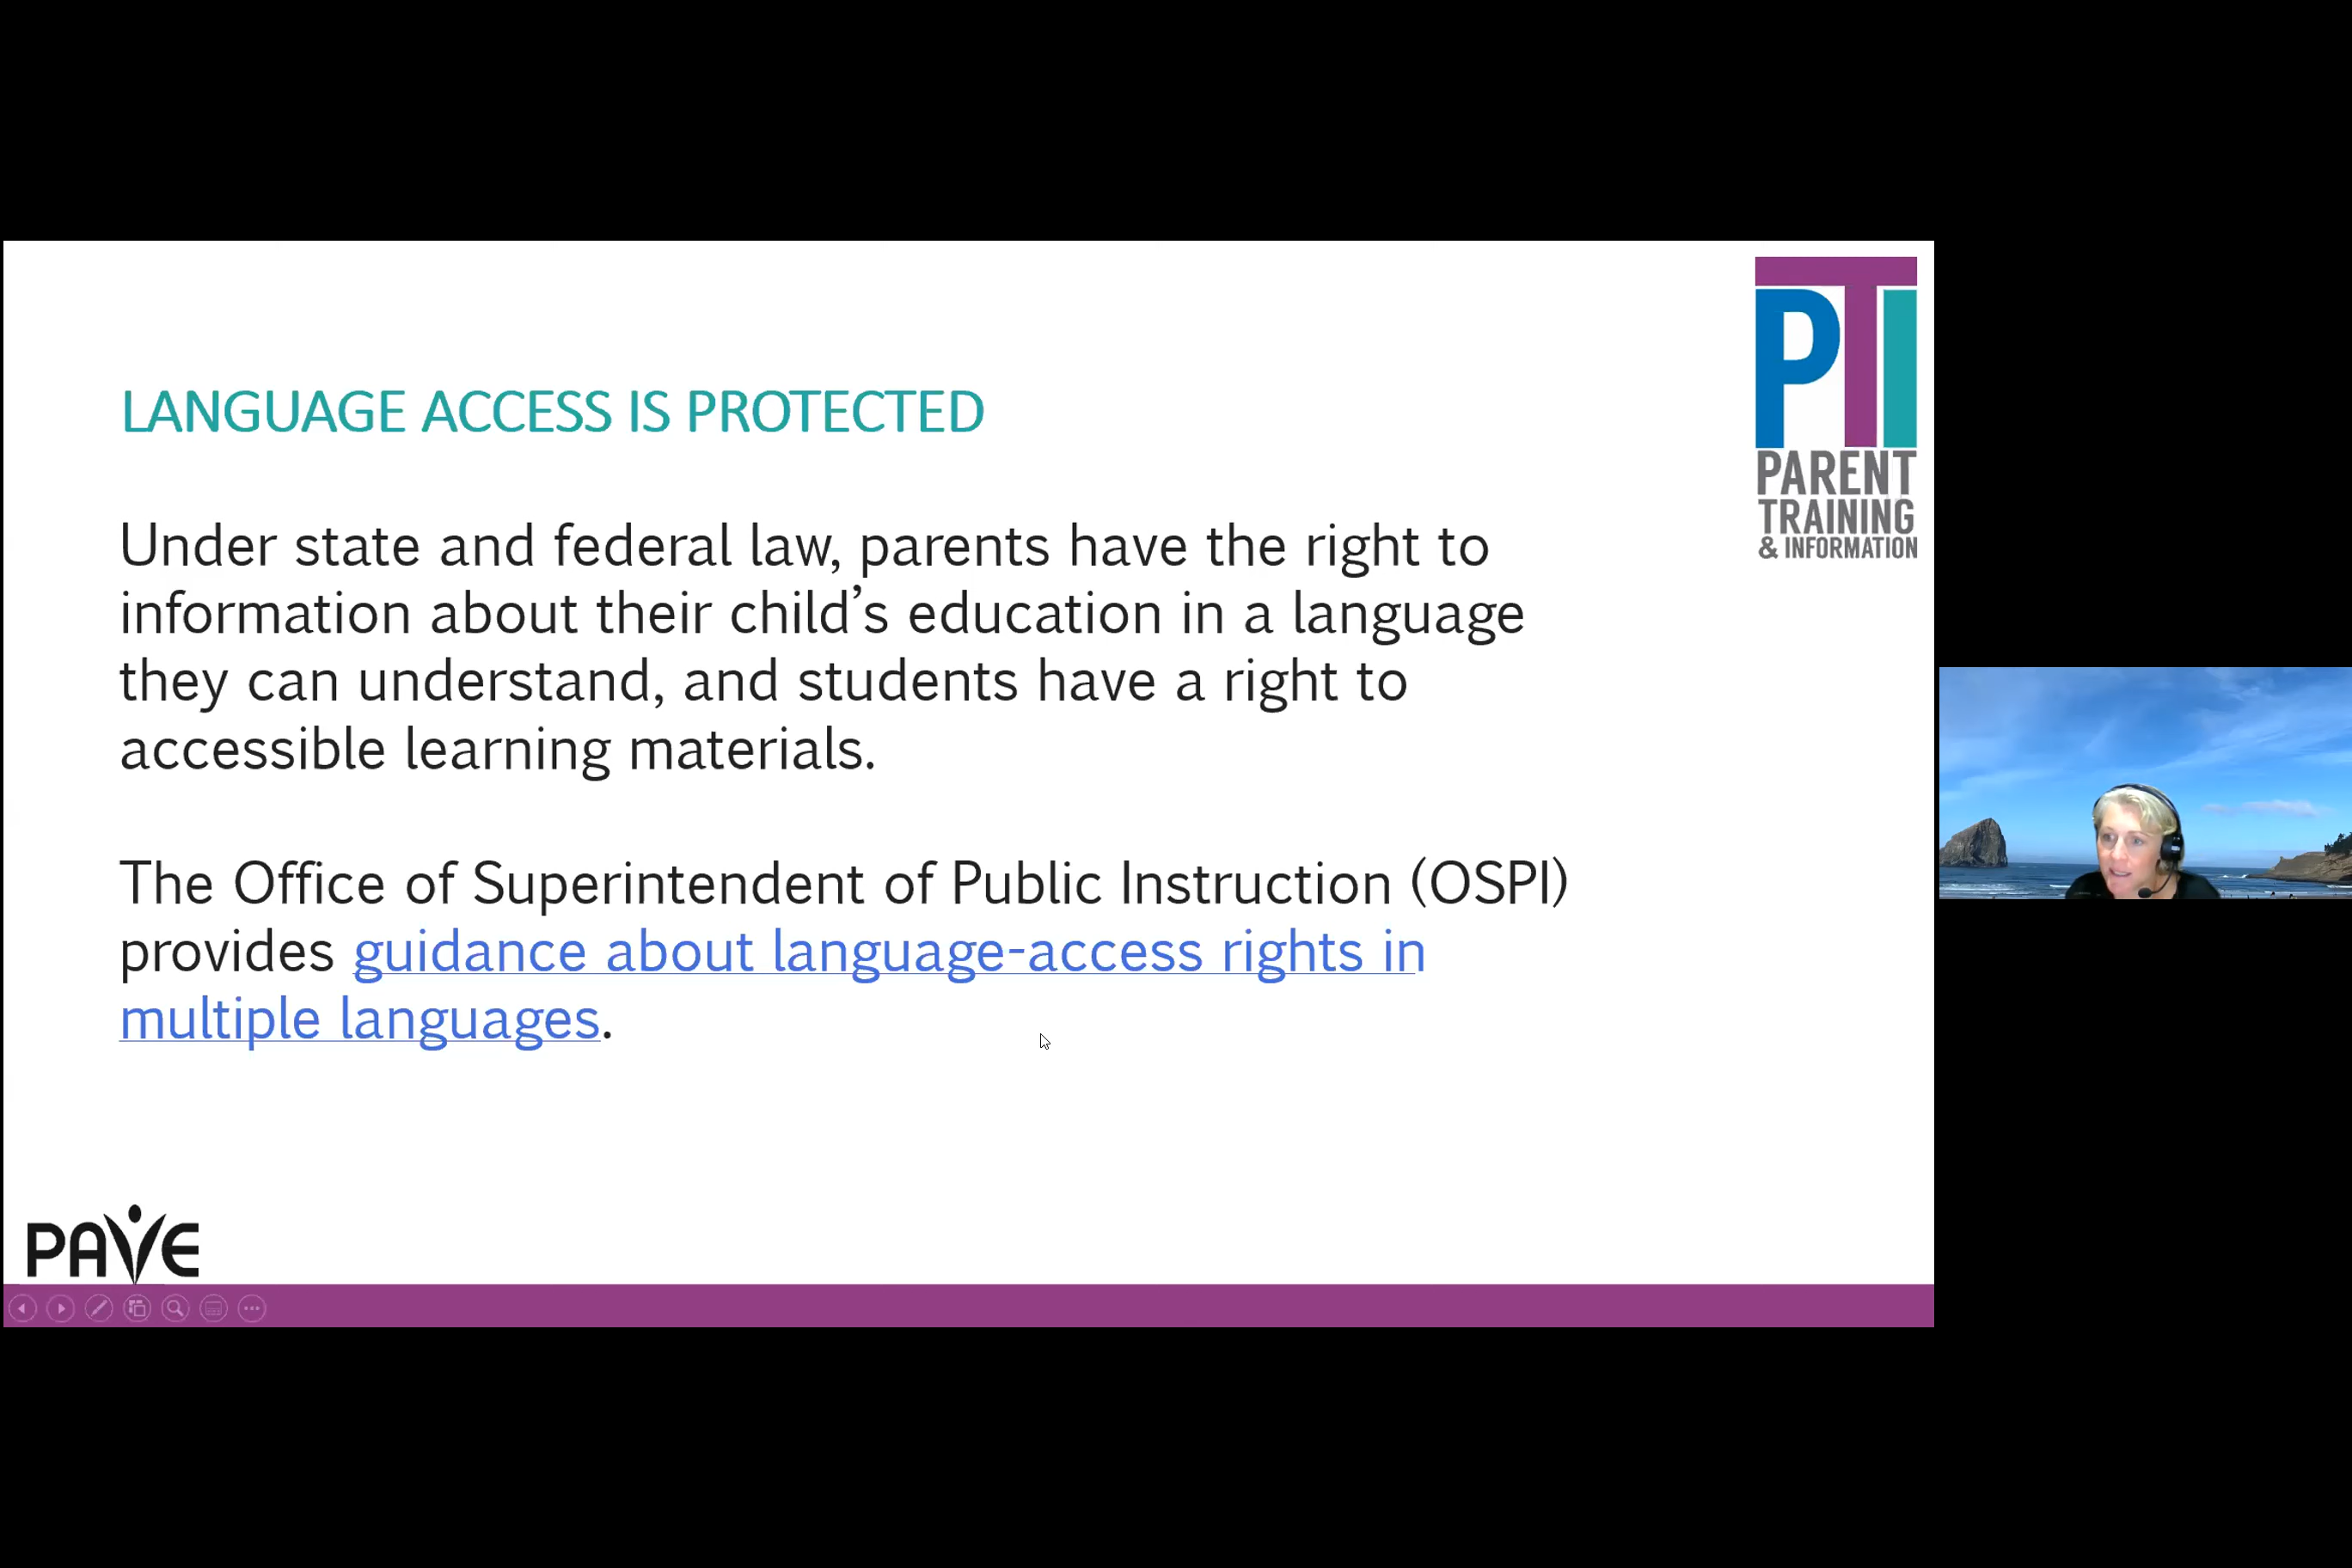 LANGUAGE ACCESS IS PROTECTED
Under state and federal law, parents have the right to
information about their child’s education in a language
they can understand, and students have a right to
accessible learning materials.
The Office of Superintendent of Public Instruction (OSPI)
provides guidance about language-access rights in
multiple languages.
PTI
PARENT
TRAINING
& INFORMATION
PAVE